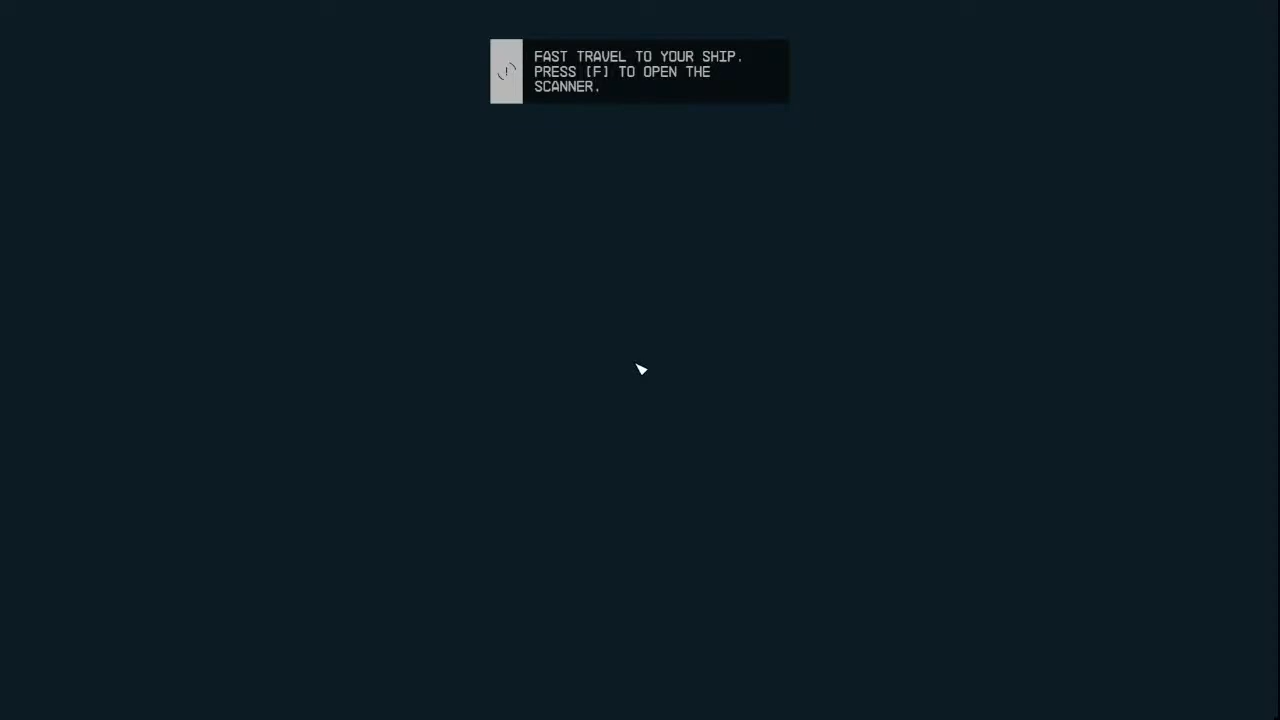 FAST TRAVEL TO YOUR SHIP.
PRESS [F] TO OPEN THE
SCANNER.